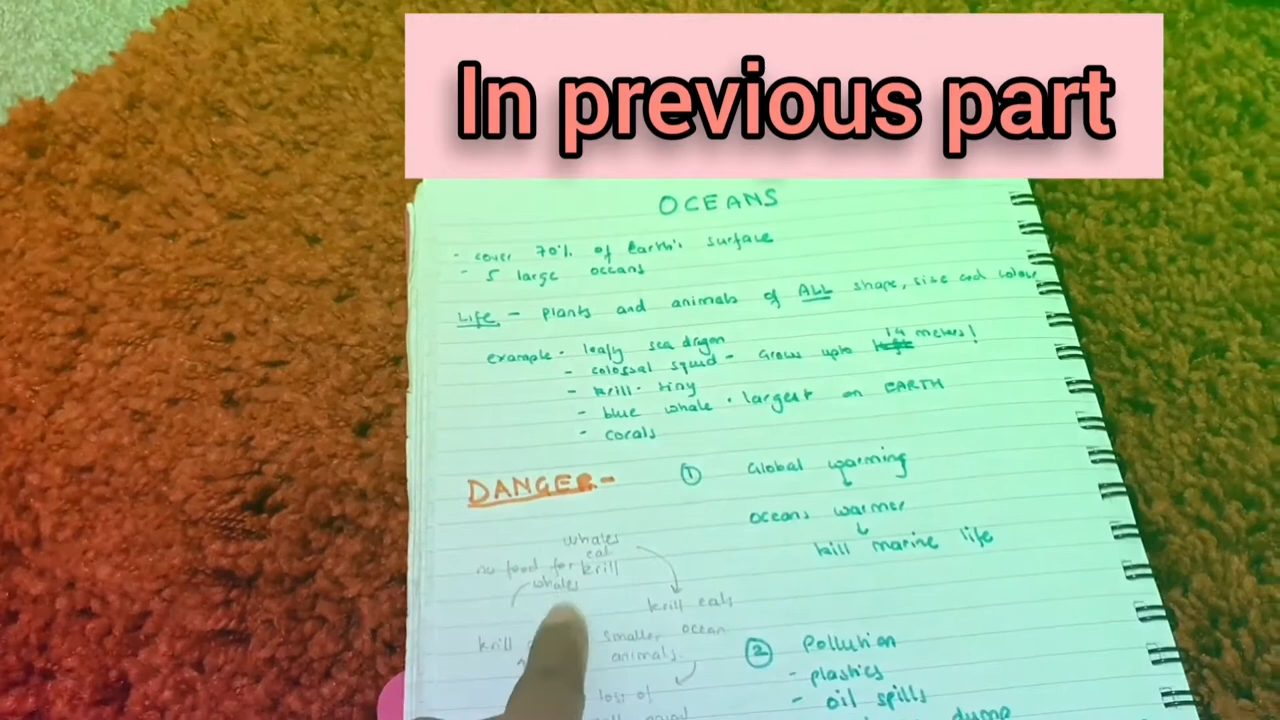 In previous part
OCEANS
- cover 70% of Earth's surface
- 5 large oceans
Life - plants and animals of ALL shape, size and colour
example - leafy sea dragon
- colossal squid - Grows upto 14 meters!
- krill - tiny
- blue whale - largest on EARTH
- corals
DANGER-
① Global warming
oceans warmer
kill marine life
whales
eat
krill
no food for
whales
krill eats
smaller ocean
animals
krill
loss of
② Pollution
- plastics
- oil spills
dump